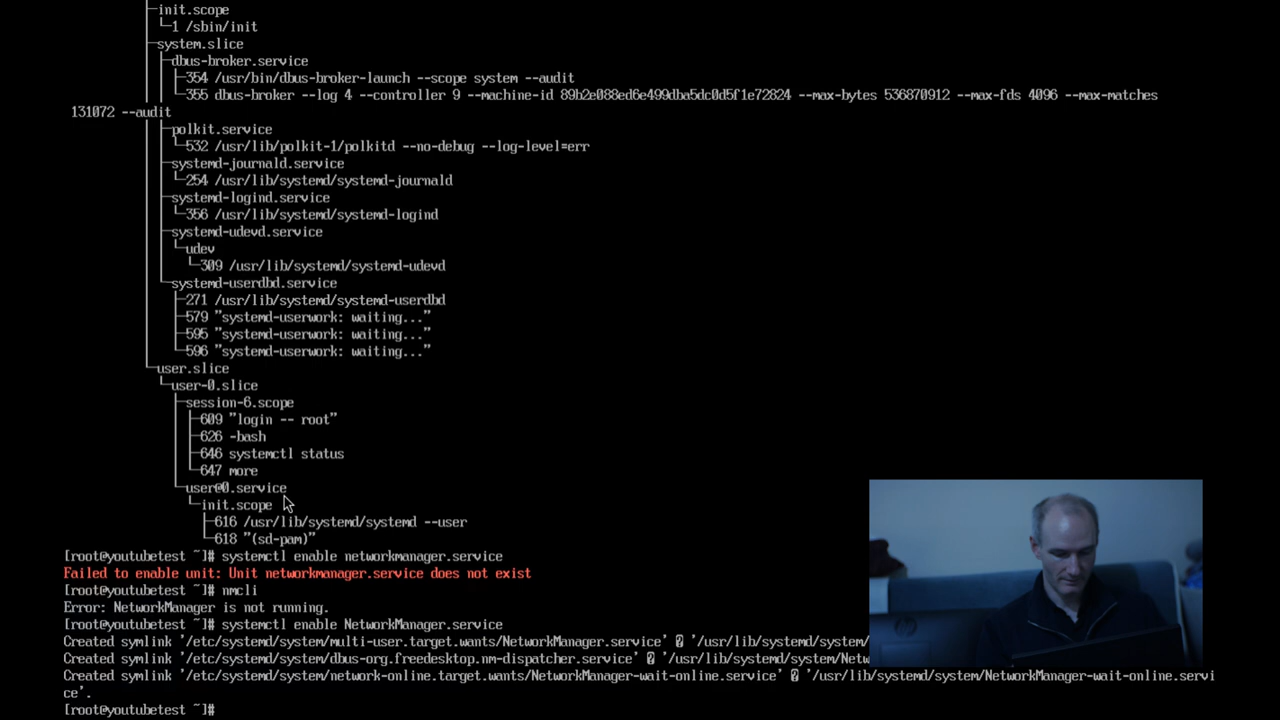 ├─init.scope
│ └─1 /sbin/init
├─system.slice
│ ├─dbus-broker.service
│ │ ├─354 /usr/bin/dbus-broker-launch --scope system --audit
│ │ └─355 dbus-broker --log 4 --controller 9 --machine-id 89b2e088ed6e499dba5dc0d5f1e72824 --max-bytes 536870912 --max-fds 4096 --max-matches
131072 --audit
│ ├─polkit.service
│ │ └─532 /usr/lib/polkit-1/polkitd --no-debug --log-level=err
│ ├─systemd-journald.service
│ │ └─254 /usr/lib/systemd/systemd-journald
│ ├─systemd-logind.service
│ │ └─356 /usr/lib/systemd/systemd-logind
│ ├─systemd-udevd.service
│ │ └─udev
│ │   └─309 /usr/lib/systemd/systemd-udevd
│ └─systemd-userdbd.service
│   ├─271 /usr/lib/systemd/systemd-userdbd
│   ├─579 "systemd-userwork: waiting..."
│   ├─595 "systemd-userwork: waiting..."
│   └─596 "systemd-userwork: waiting..."
└─user.slice
  └─user-0.slice
    ├─session-6.scope
    │ ├─609 "login -- root"
    │ ├─626 -bash
    │ ├─646 systemctl status
    │ └─647 more
    └─user@0.service
      └─init.scope
        ├─616 /usr/lib/systemd/systemd --user
        └─618 "(sd-pam)"
[root@youtubetest ~]# systemctl enable networkmanager.service
Failed to enable unit: Unit networkmanager.service does not exist
[root@youtubetest ~]# nmcli
Error: NetworkManager is not running.
[root@youtubetest ~]# systemctl enable NetworkManager.service
Created symlink '/etc/systemd/system/multi-user.target.wants/NetworkManager.service' � '/usr/lib/systemd/system/
Created symlink '/etc/systemd/system/dbus-org.freedesktop.nm-dispatcher.service' � '/usr/lib/systemd/system/Netw
Created symlink '/etc/systemd/system/network-online.target.wants/NetworkManager-wait-online.service' � '/usr/lib/systemd/system/NetworkManager-wait-online.servi
ce'.
[root@youtubetest ~]#